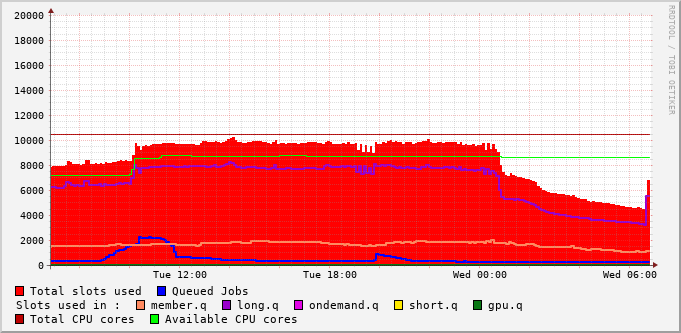 20000
18000
16000
14000
12000
10000
8000
6000
4000
2000
0
Tue 12:00 Tue 18:00 Wed 00:00 Wed 06:00
RRDTOOL / TOBI OETIKER
Total slots used Queued Jobs
Slots used in : member.q long.q ondemand.q short.q gpu.q
Total CPU cores Available CPU cores